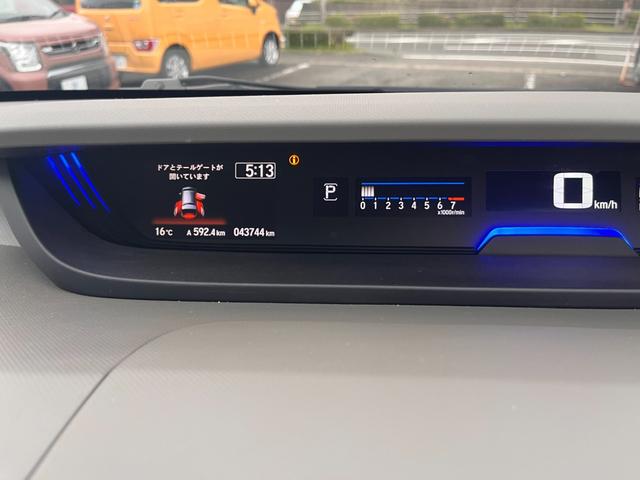 ドアとテールゲートが
開いています
5:13
16℃ A 592.4 km 043744 km
P
0 1 2 3 4 5 6 7
x1000r/min
0 km/h